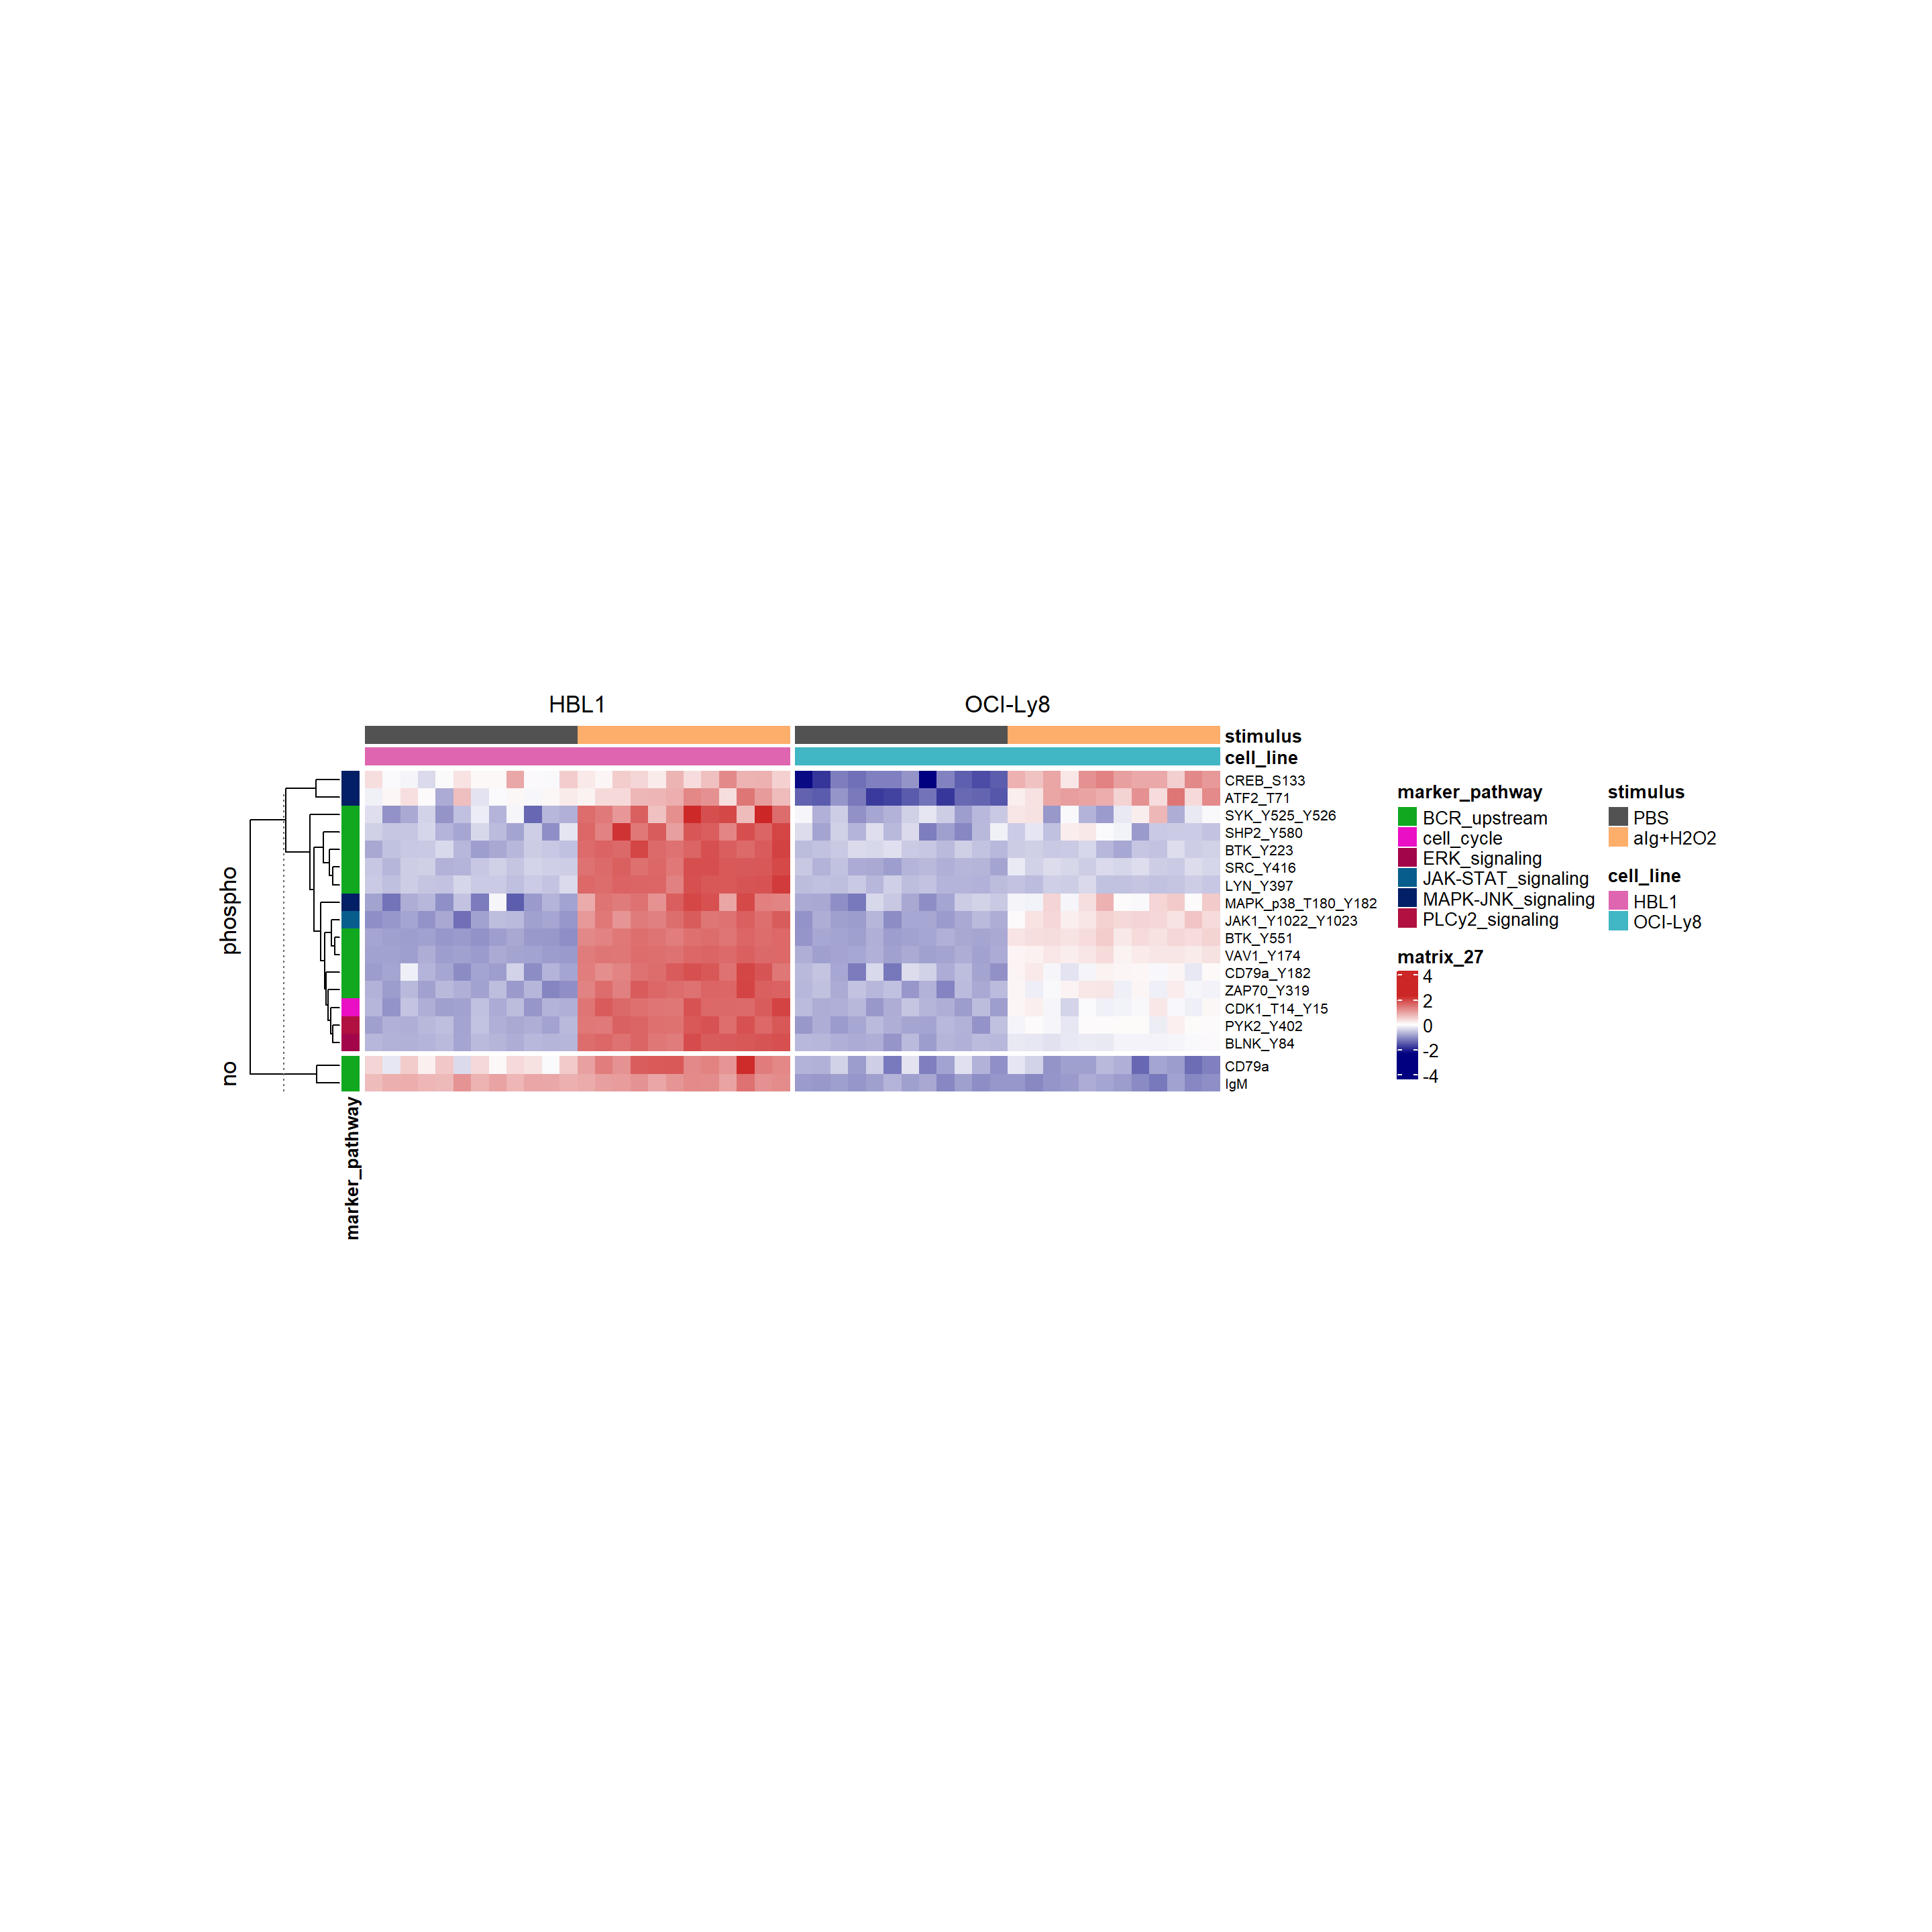 HBL1
OCI-Ly8
stimulus
cell_line
CREB_S133
ATF2_T71
SYK_Y525_Y526
SHP2_Y580
BTK_Y223
SRC_Y416
LYN_Y397
MAPK_p38_T180_Y182
JAK1_Y1022_Y1023
BTK_Y551
VAV1_Y174
CD79a_Y182
ZAP70_Y319
CDK1_T14_Y15
PYK2_Y402
BLNK_Y84
CD79a
IgM
phospho
no
marker_pathway
marker_pathway
BCR_upstream
cell_cycle
ERK_signaling
JAK-STAT_signaling
MAPK-JNK_signaling
PLCy2_signaling
matrix_27
4
2
0
-2
-4
stimulus
PBS
aIg+H2O2
cell_line
HBL1
OCI-Ly8